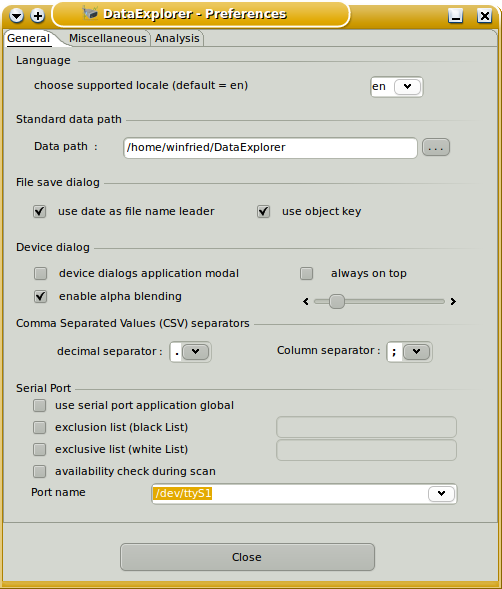 DataExplorer - Preferences
General Miscellaneous Analysis
Language
choose supported locale (default = en) en
Standard data path
Data path : /home/winfried/DataExplorer ...
File save dialog
use date as file name leader use object key
Device dialog
device dialogs application modal always on top
enable alpha blending
Comma Separated Values (CSV) separators
decimal separator : . Column separator : ;
Serial Port
use serial port application global
exclusion list (black List)
exclusive list (white List)
availability check during scan
Port name /dev/ttyS1
Close